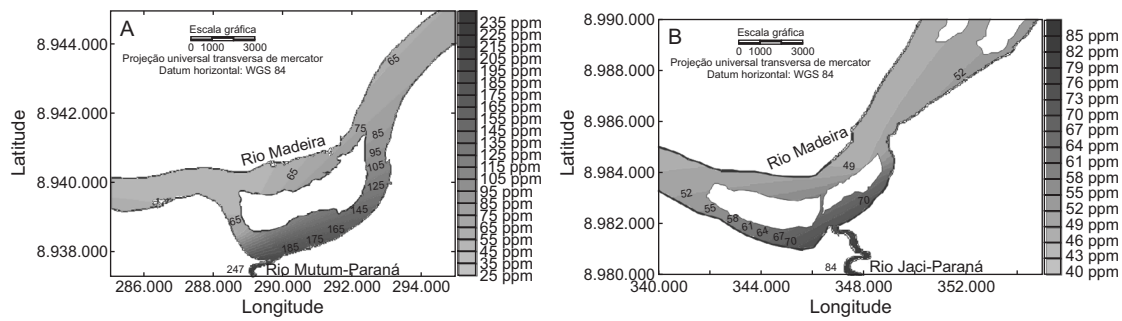 A
Escala gráfica
0 1000 3000
Projeção universal transversa de mercator
Datum horizontal: WGS 84
Latitude
8.944.000
8.942.000
8.940.000
8.938.000
65
75
85
95
105
125
145
165
175
185
65
65
Rio Madeira
247
Rio Mutum-Paraná
286.000 288.000 290.000 292.000 294.000
Longitude
235 ppm
225 ppm
215 ppm
205 ppm
195 ppm
185 ppm
175 ppm
165 ppm
155 ppm
145 ppm
135 ppm
125 ppm
115 ppm
105 ppm
95 ppm
85 ppm
75 ppm
65 ppm
55 ppm
45 ppm
35 ppm
25 ppm
B
Escala gráfica
0 1000 3000
Projeção universal transversa de mercator
Datum horizontal: WGS 84
Latitude
8.990.000
8.988.000
8.986.000
8.984.000
8.982.000
8.980.000
52
Rio Madeira
49
52
55
58
61
64
67
70
70
84
Rio Jaci-Paraná
340.000 344.000 348.000 352.000
Longitude
85 ppm
82 ppm
79 ppm
76 ppm
73 ppm
70 ppm
67 ppm
64 ppm
61 ppm
58 ppm
55 ppm
52 ppm
49 ppm
46 ppm
43 ppm
40 ppm